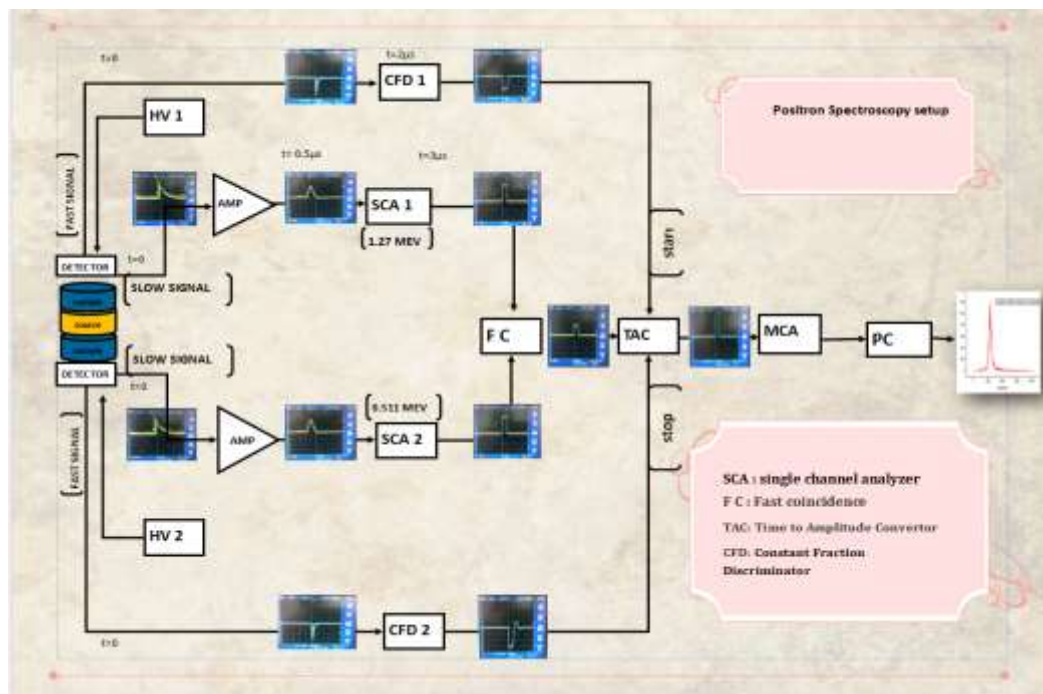 t=0
t=2µs
CFD 1
Positron Spectroscopy setup
HV 1
FAST SIGNAL
t= 0.5µs
t=3µs
AMP
SCA 1
1.27 MEV
start
DETECTOR
t=0
SLOW SIGNAL
F C
TAC
MCA
PC
SLOW SIGNAL
DETECTOR
t=0
0.511 MEV
stop
FAST SIGNAL
AMP
SCA 2
SCA : single channel analyzer
F C : Fast coincidence
TAC: Time to Amplitude Convertor
CFD: Constant Fraction
Discriminator
HV 2
CFD 2
t=0